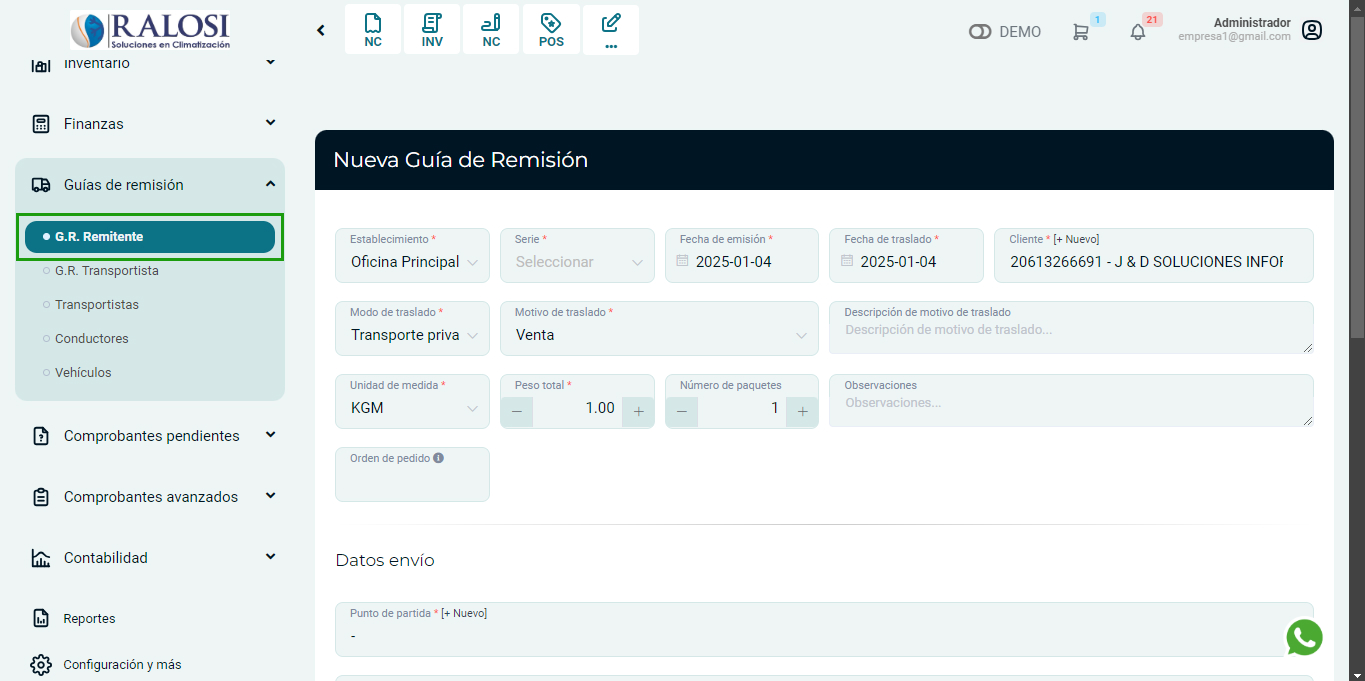 RALOSI
Soluciones en Climatización
NC
INV
NC
POS
...
DEMO
1
21
Administrador
empresa1@gmail.com
Inventario
Finanzas
Guías de remisión
G.R. Remitente
G.R. Transportista
Transportistas
Conductores
Vehículos
Comprobantes pendientes
Comprobantes avanzados
Contabilidad
Reportes
Configuración y más
Nueva Guía de Remisión
Establecimiento *
Oficina Principal
Serie *
Seleccionar
Fecha de emisión *
2025-01-04
Fecha de traslado *
2025-01-04
Cliente * [+ Nuevo]
20613266691 - J & D SOLUCIONES INFOR
Modo de traslado *
Transporte priva
Motivo de traslado *
Venta
Descripción de motivo de traslado
Descripción de motivo de traslado...
Unidad de medida *
KGM
Peso total *
− 1.00 +
Número de paquetes
− 1 +
Observaciones
Observaciones...
Orden de pedido
Datos envío
Punto de partida * [+ Nuevo]
-